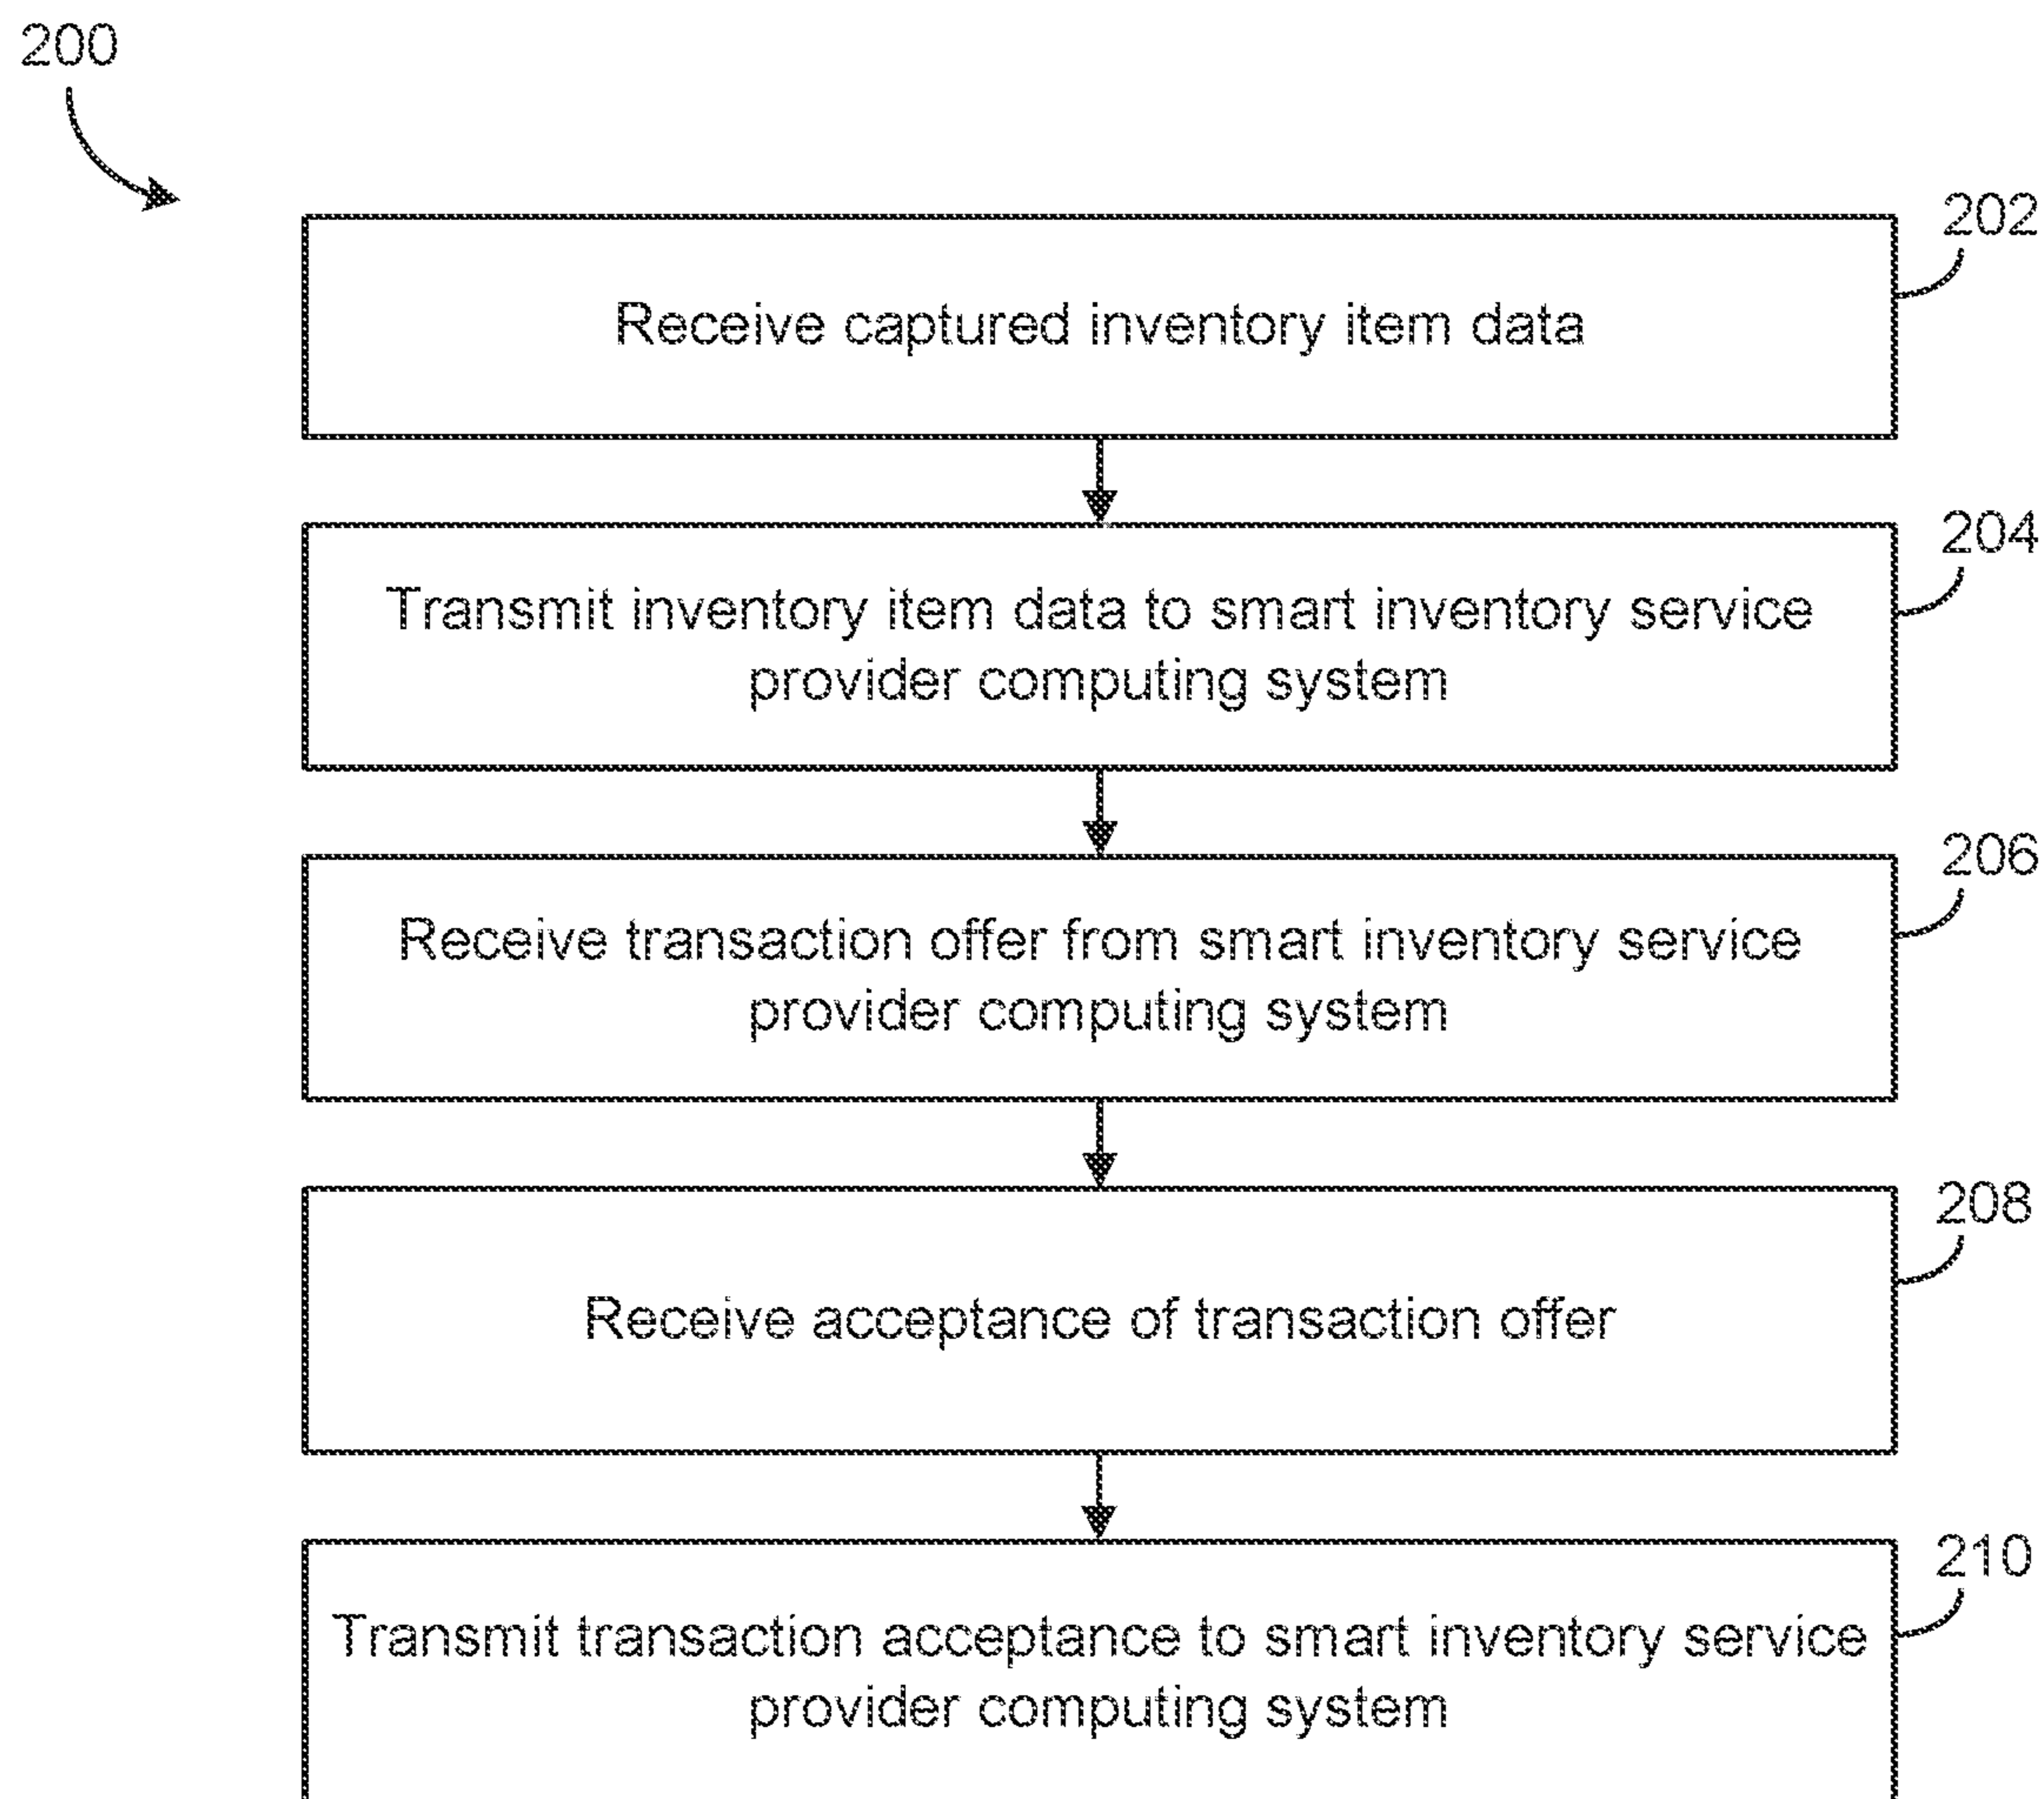 200
202
Receive captured inventory item data
204
Transmit inventory item data to smart inventory service
provider computing system
206
Receive transaction offer from smart inventory service
provider computing system
208
Receive acceptance of transaction offer
210
Transmit transaction acceptance to smart inventory service
provider computing system